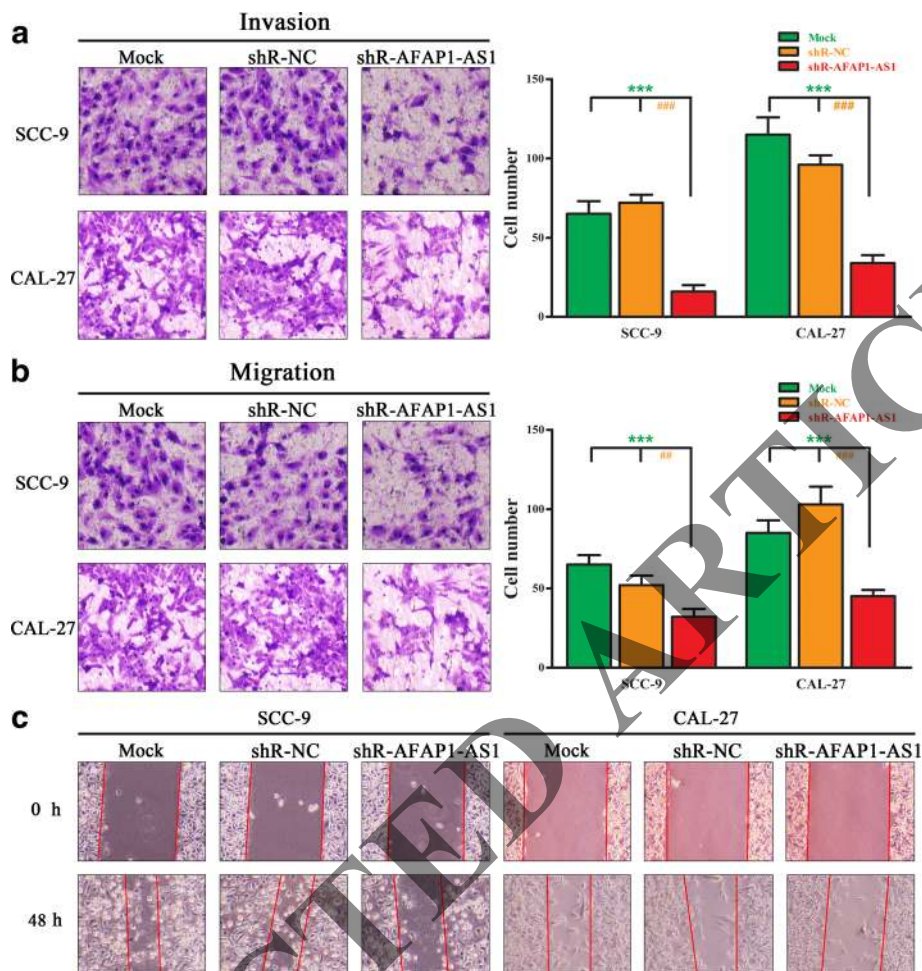 a
Invasion
Mock shR-NC shR-AFAP1-AS1
SCC-9
CAL-27
Mock
shR-NC
shR-AFAP1-AS1
Cell number
150
100
50
0
*** ###
*** ###
SCC-9 CAL-27
b
Migration
Mock shR-NC shR-AFAP1-AS1
SCC-9
CAL-27
Mock
shR-NC
shR-AFAP1-AS1
Cell number
150
100
50
0
*** ##
*** ###
SCC-9 CAL-27
c
SCC-9 CAL-27
Mock shR-NC shR-AFAP1-AS1 Mock shR-NC shR-AFAP1-AS1
0 h
48 h
CTED ARTIC